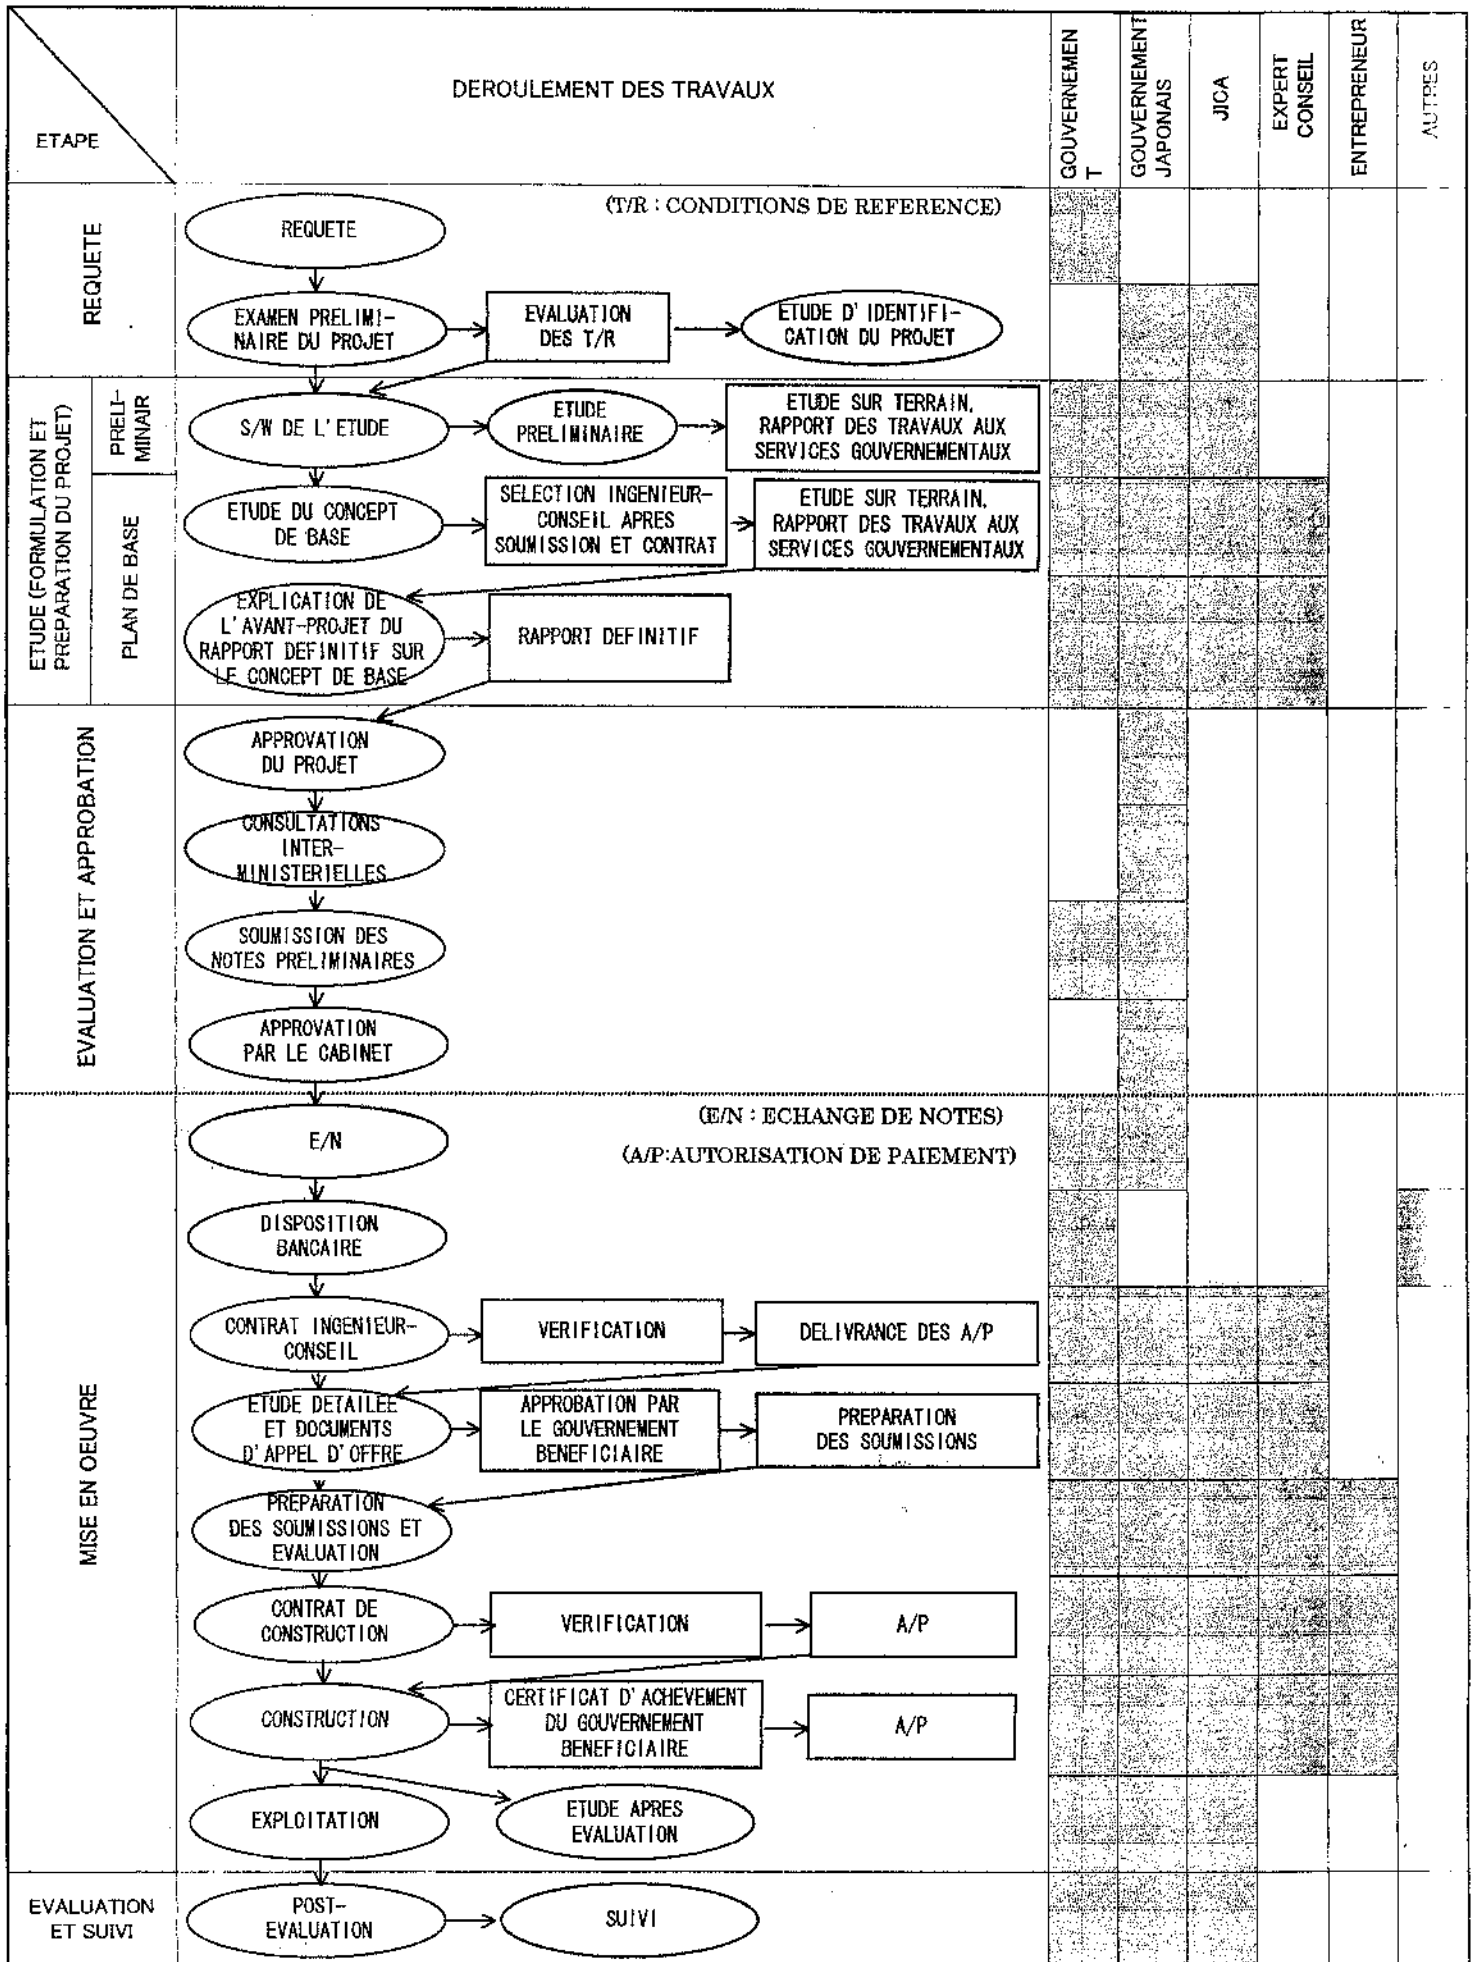 ETAPE
DEROULEMENT DES TRAVAUX
GOUVERNEMEN
T
GOUVERNEMENT
JAPONAIS
JICA
EXPERT
CONSEIL
ENTREPRENEUR
AUTRES
REQUETE
(T/R : CONDITIONS DE REFERENCE)
REQUETE
EXAMEN PRELIMI-
NAIRE DU PROJET
EVALUATION
DES T/R
ETUDE D'IDENTIFI-
CATION DU PROJET
ETUDE (FORMULATION ET
PREPARATION DU PROJET)
PRELI-
MINAIR
S/W DE L'ETUDE
ETUDE
PRELIMINAIRE
ETUDE SUR TERRAIN,
RAPPORT DES TRAVAUX AUX
SERVICES GOUVERNEMENTAUX
PLAN DE BASE
ETUDE DU CONCEPT
DE BASE
SELECTION INGENIEUR-
CONSEIL APRES
SOUMISSION ET CONTRAT
ETUDE SUR TERRAIN,
RAPPORT DES TRAVAUX AUX
SERVICES GOUVERNEMENTAUX
EXPLICATION DE
L'AVANT-PROJET DU
RAPPORT DEFINITIF SUR
LE CONCEPT DE BASE
RAPPORT DEFINITIF
EVALUATION ET APPROBATION
APPROVATION
DU PROJET
CONSULTATIONS
INTER-
MINISTERIELLES
SOUMISSION DES
NOTES PRELIMINAIRES
APPROVATION
PAR LE CABINET
MISE EN OEUVRE
E/N
(E/N : ECHANGE DE NOTES)
(A/P:AUTORISATION DE PAIEMENT)
DISPOSITION
BANCAIRE
CONTRAT INGENIEUR-
CONSEIL
VERIFICATION
DELIVRANCE DES A/P
ETUDE DETAILEE
ET DOCUMENTS
D'APPEL D'OFFRE
APPROBATION PAR
LE GOUVERNEMENT
BENEFICIAIRE
PREPARATION
DES SOUMISSIONS
PREPARATION
DES SOUMISSIONS ET
EVALUATION
CONTRAT DE
CONSTRUCTION
VERIFICATION
A/P
CONSTRUCTION
CERTIFICAT D'ACHEVEMENT
DU GOUVERNEMENT
BENEFICIAIRE
A/P
EXPLOITATION
ETUDE APRES
EVALUATION
EVALUATION
ET SUIVI
POST-
EVALUATION
SUIVI